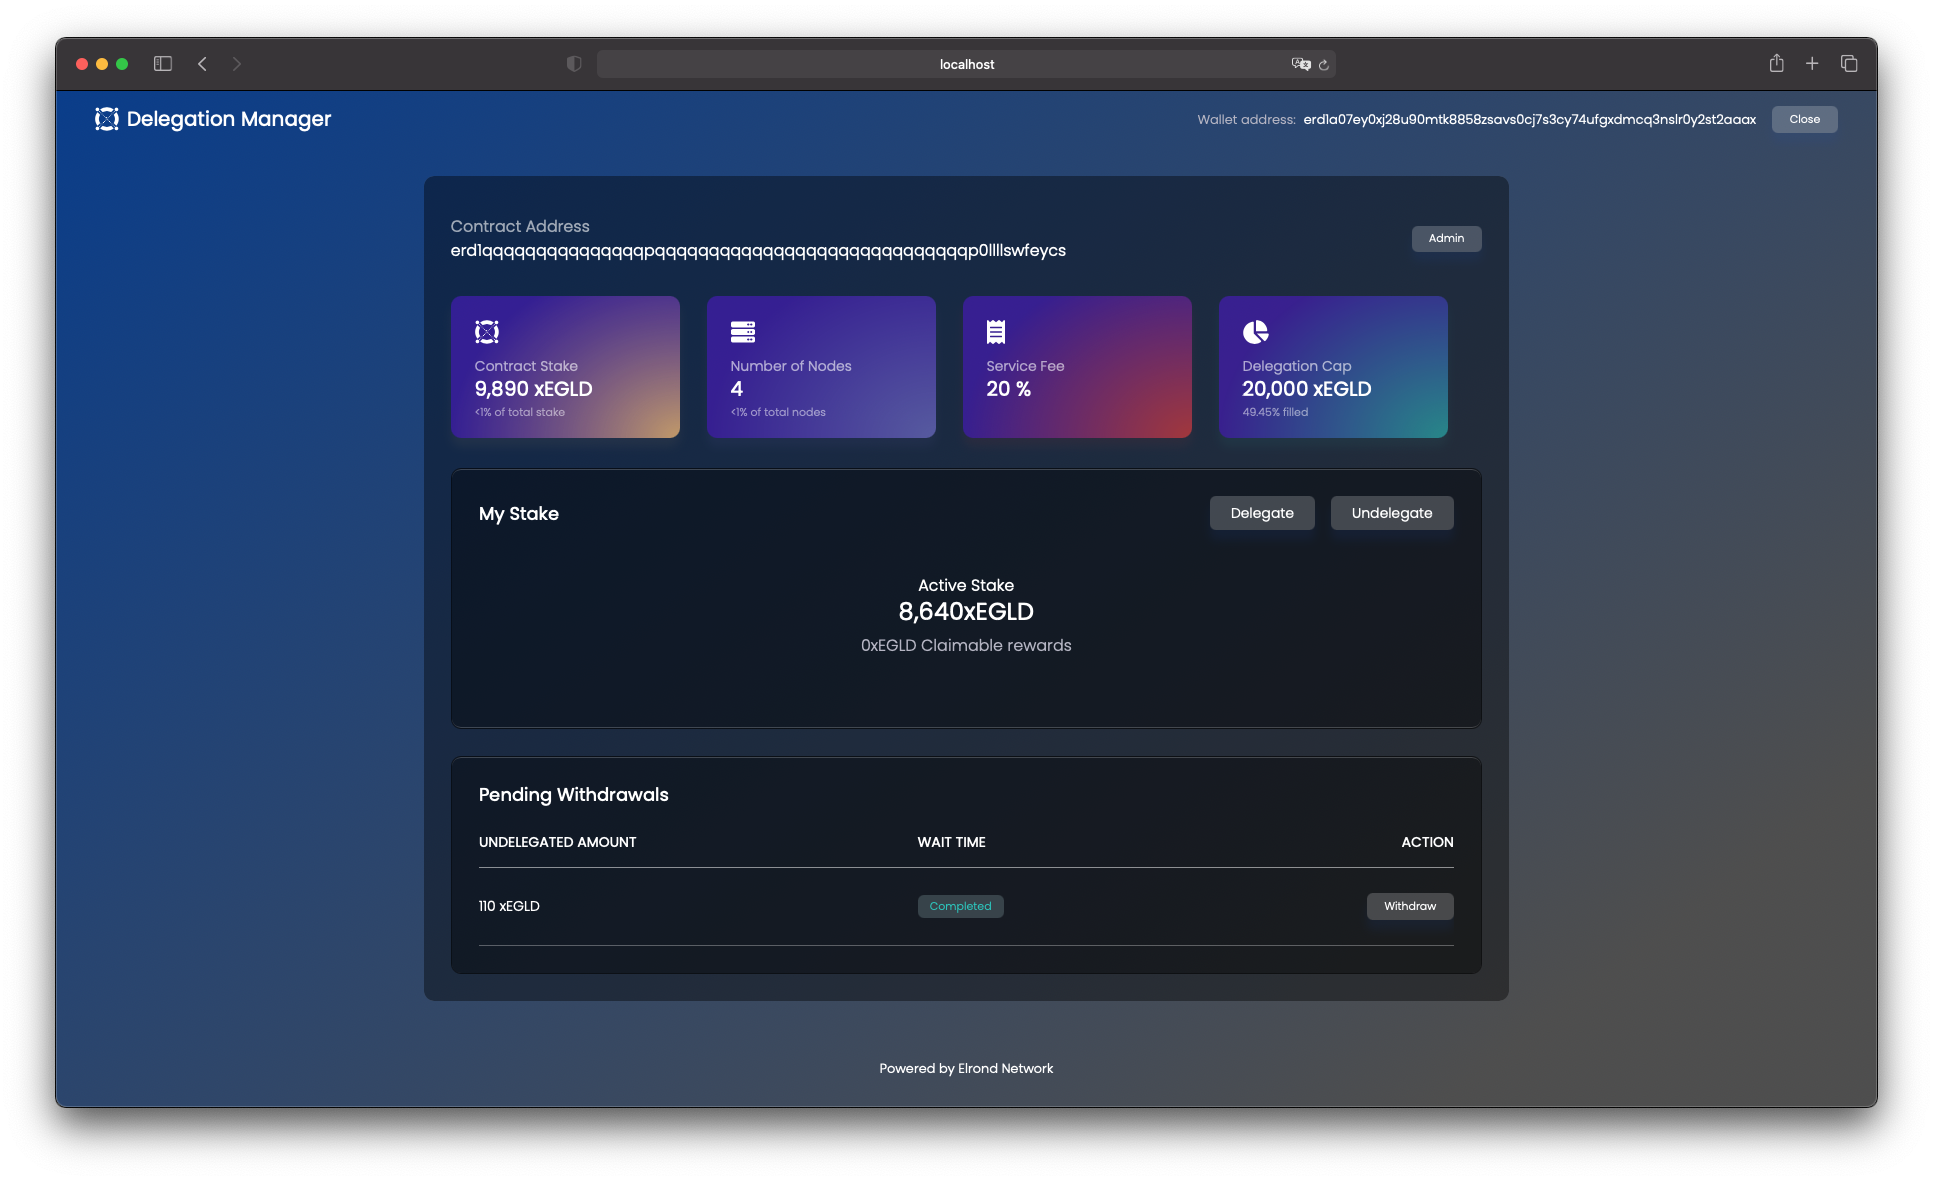 localhost
Delegation Manager
Wallet address: erd1a07ey0xj28u90mtk8858zsavs0cj7s3cy74ufgxdmcq3nslr0y2st2aaax
Close
Contract Address
erd1qqqqqqqqqqqqqqqpqqqqqqqqqqqqqqqqqqqqqqqqqqqqqp0llllswfeycs
Admin
Contract Stake
9,890 xEGLD
<1% of total stake
Number of Nodes
4
<1% of total nodes
Service Fee
20 %
Delegation Cap
20,000 xEGLD
49.45% filled
My Stake
Delegate
Undelegate
Active Stake
8,640xEGLD
0xEGLD Claimable rewards
Pending Withdrawals
UNDELEGATED AMOUNT
WAIT TIME
ACTION
110 xEGLD
Completed
Withdraw
Powered by Elrond Network